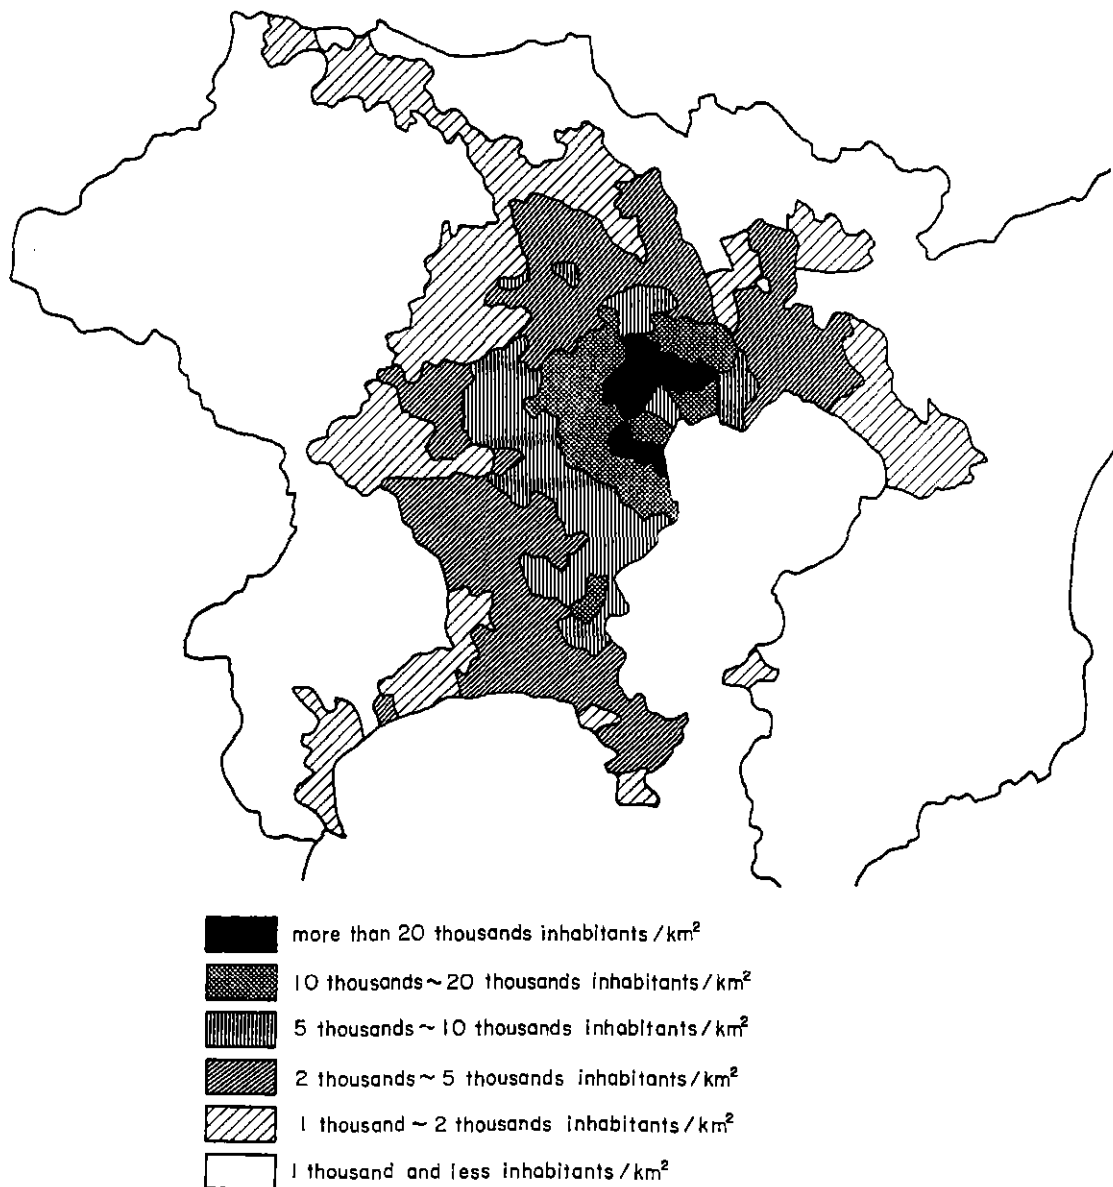 more than 20 thousands inhabitants/km²
10 thousands~20 thousands inhabitants/km²
5 thousands~10 thousands inhabitants/km²
2 thousands~5 thousands inhabitants/km²
1 thousand~2 thousands inhabitants/km²
1 thousand and less inhabitants/km²